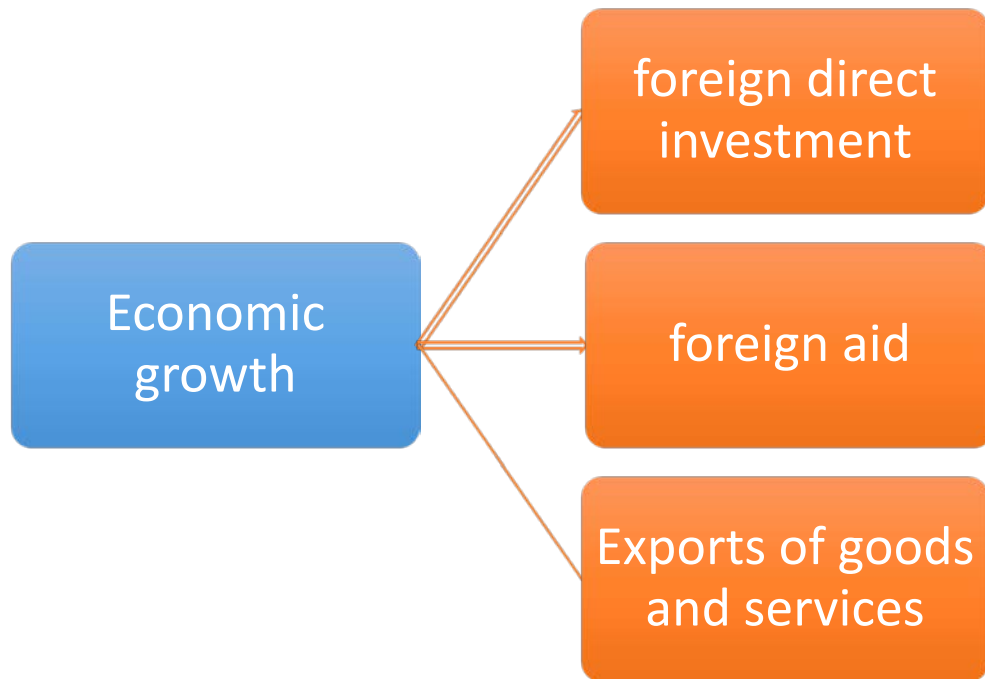 Economic
growth
foreign direct
investment
foreign aid
Exports of goods
and services